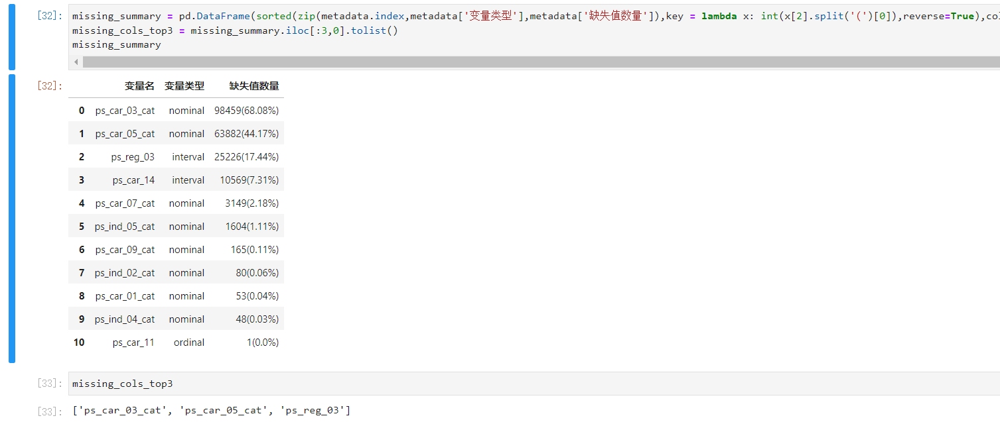 [32]: missing_summary = pd.DataFrame(sorted(zip(metadata.index,metadata['变量类型'],metadata['缺失值数量']),key = lambda x: int(x[2].split('(')[0]),reverse=True),col
missing_cols_top3 = missing_summary.iloc[:3,0].tolist()
missing_summary
[32]: 变量名 变量类型 缺失值数量
0 ps_car_03_cat nominal 98459(68.08%)
1 ps_car_05_cat nominal 63882(44.17%)
2 ps_reg_03 interval 25226(17.44%)
3 ps_car_14 interval 10569(7.31%)
4 ps_car_07_cat nominal 3149(2.18%)
5 ps_ind_05_cat nominal 1604(1.11%)
6 ps_car_09_cat nominal 165(0.11%)
7 ps_ind_02_cat nominal 80(0.06%)
8 ps_car_01_cat nominal 53(0.04%)
9 ps_ind_04_cat nominal 48(0.03%)
10 ps_car_11 ordinal 1(0.0%)
[33]: missing_cols_top3
[33]: ['ps_car_03_cat', 'ps_car_05_cat', 'ps_reg_03']